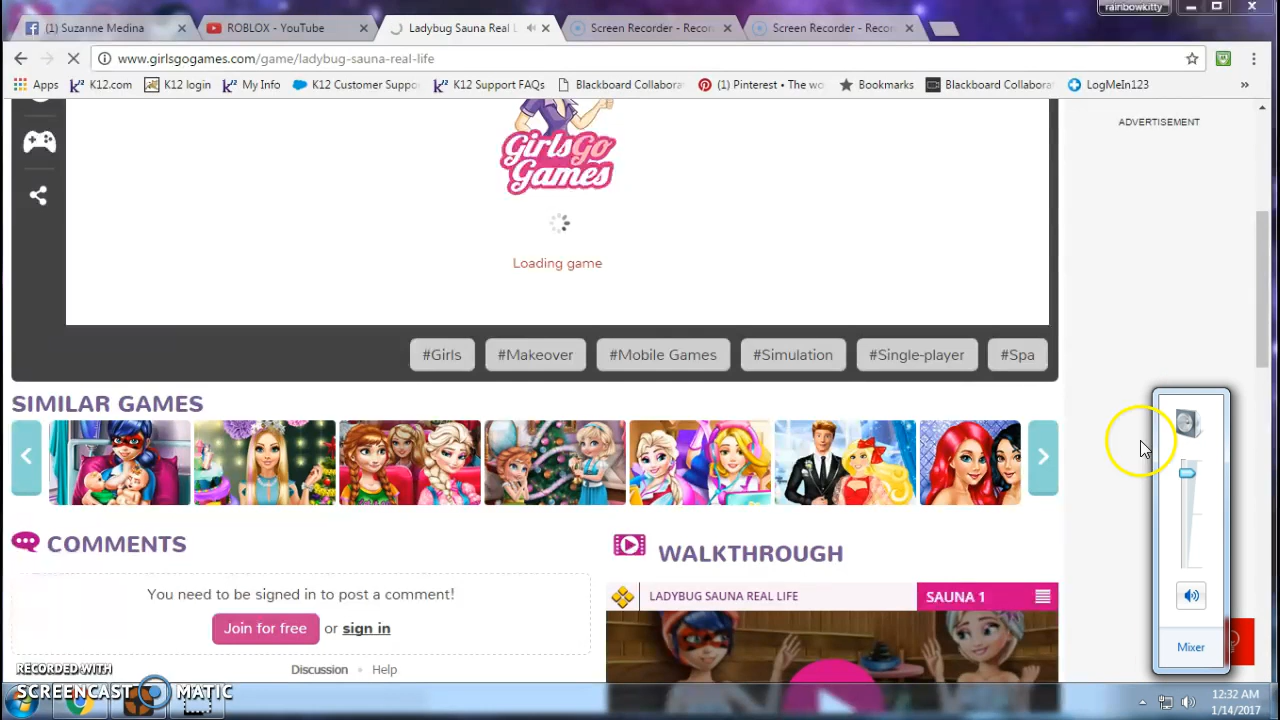 rainbowkitty
(1) Suzanne Medina
ROBLOX - YouTube
Ladybug Sauna Real L
Screen Recorder - Recor
Screen Recorder - Recor
www.girlsgogames.com/game/ladybug-sauna-real-life
Apps
K12.com
K12 login
My Info
K12 Customer Suppo
K12 Support FAQs
Blackboard Collabora
(1) Pinterest • The wo
Bookmarks
Blackboard Collabora
LogMeIn123
»
ADVERTISEMENT
GirlsGo
Games
Loading game
#Girls
#Makeover
#Mobile Games
#Simulation
#Single-player
#Spa
SIMILAR GAMES
COMMENTS
You need to be signed in to post a comment!
Join for free or sign in
Discussion • Help
WALKTHROUGH
LADYBUG SAUNA REAL LIFE
SAUNA 1
Mixer
RECORDED WITH
SCREENCAST MATIC
12:32 AM
1/14/2017